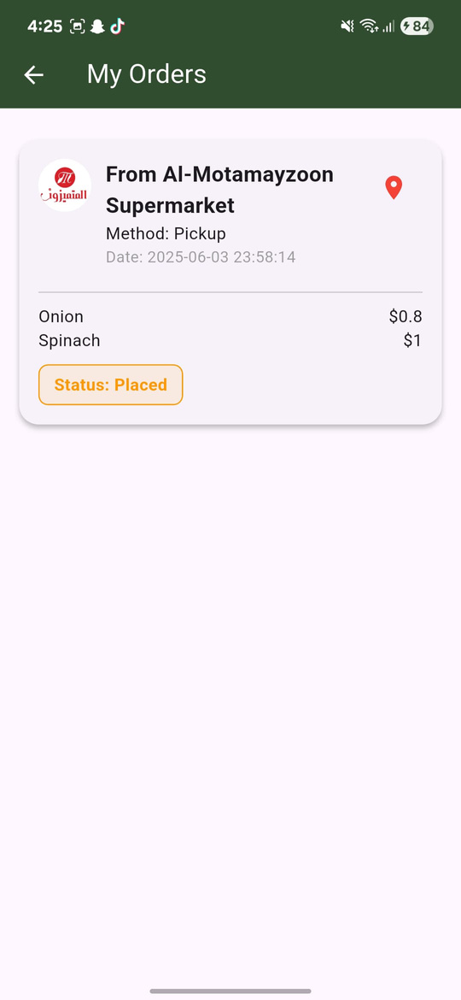 4:25
84
My Orders
المتميزون
From Al-Motamayzoon
Supermarket
Method: Pickup
Date: 2025-06-03 23:58:14
Onion $0.8
Spinach $1
Status: Placed